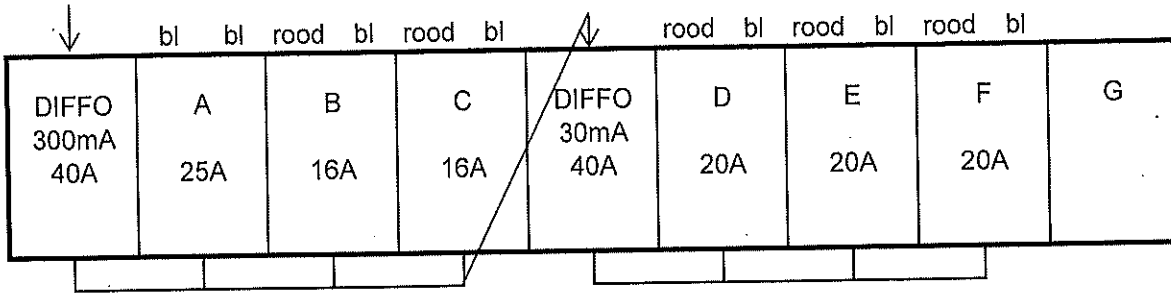 bl bl rood bl rood bl rood bl rood bl rood bl
DIFFO A B C DIFFO D E F G
300mA 30mA
40A 25A 16A 16A 40A 20A 20A 20A